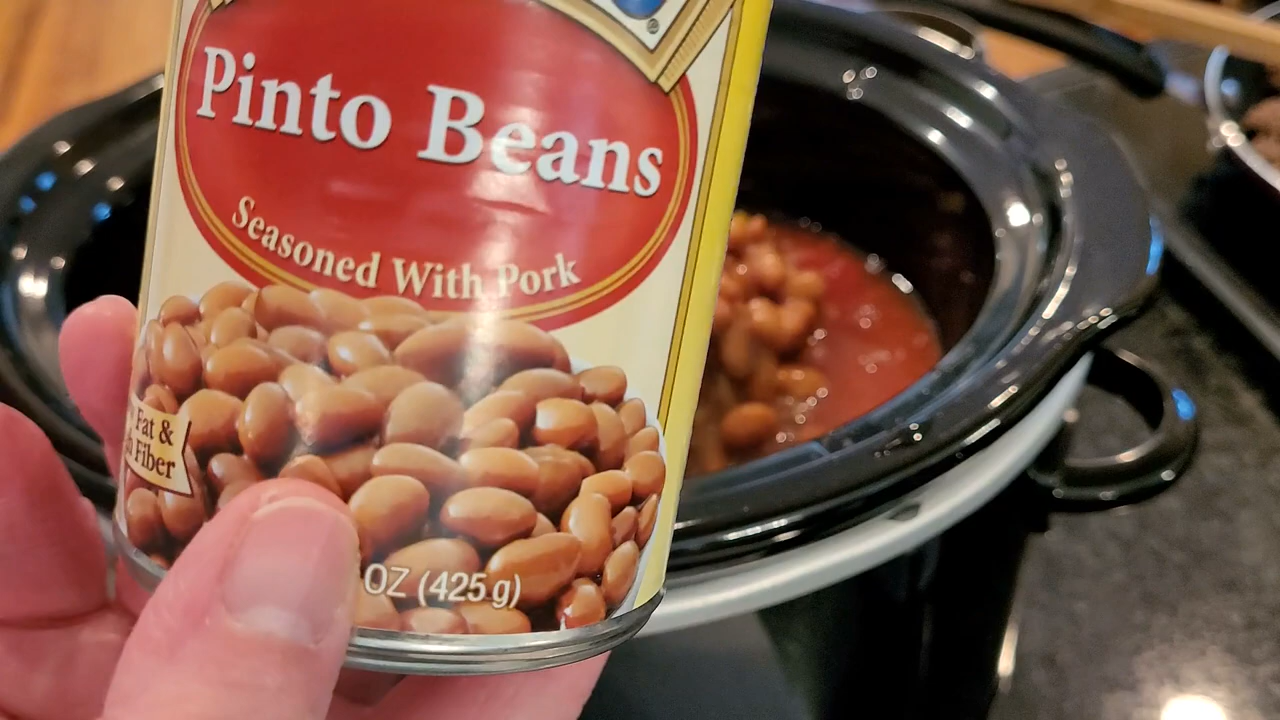 Pinto Beans
Seasoned With Pork
Fat &
Fiber
OZ (425 g)